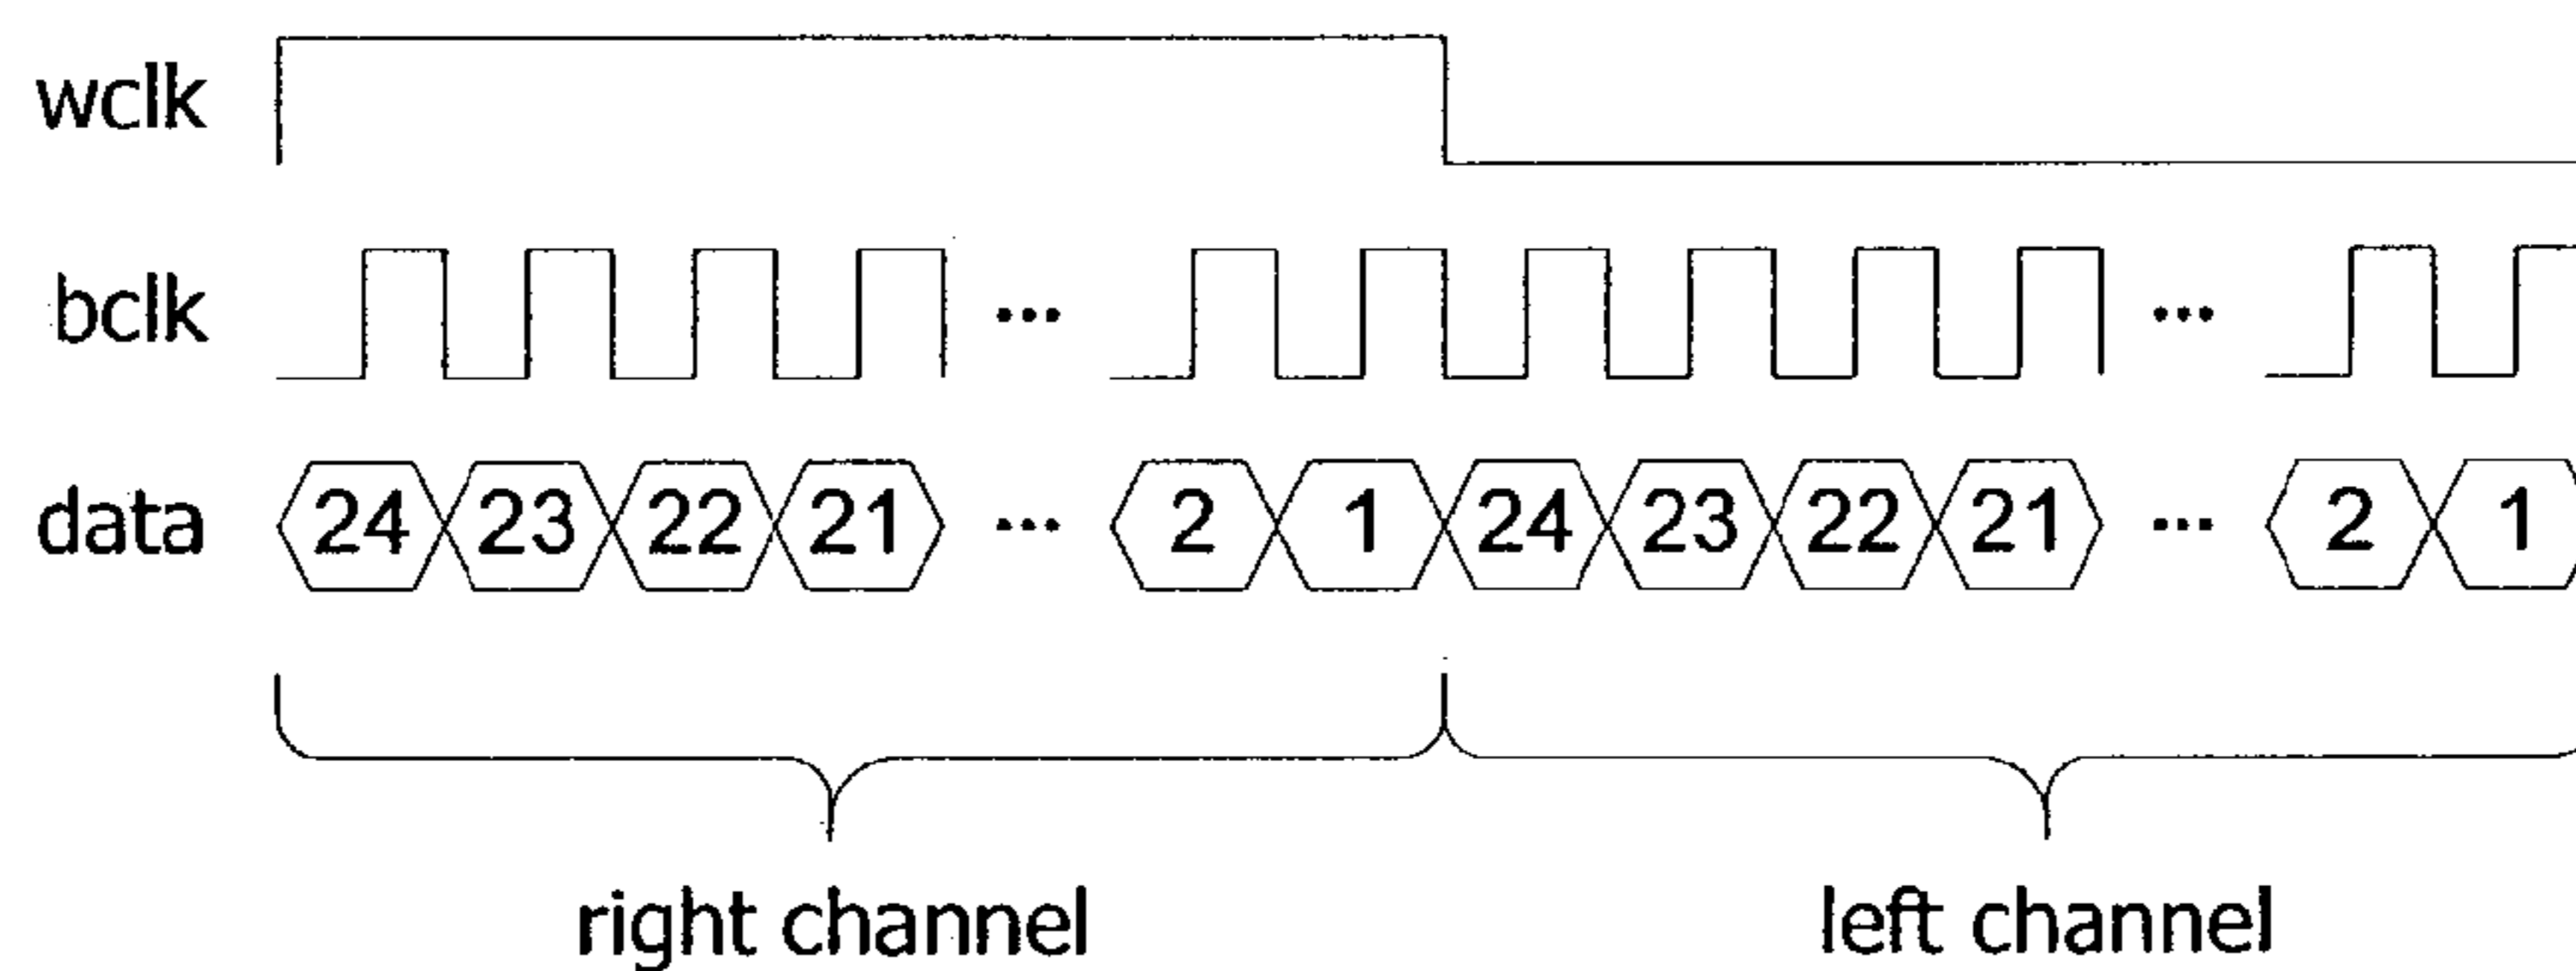 wclk
bclk ... ...
data 24 23 22 21 ... 2 1 24 23 22 21 ... 2 1
right channel left channel